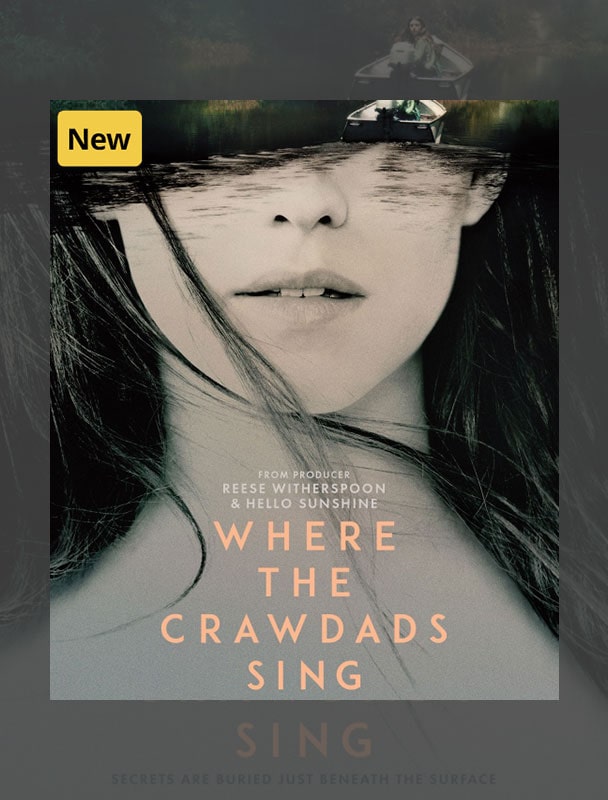 New
FROM PRODUCER
REESE WITHERSPOON
& HELLO SUNSHINE
WHERE
THE
CRAWDADS
SING
SING
SECRETS ARE BURIED JUST BENEATH THE SURFACE